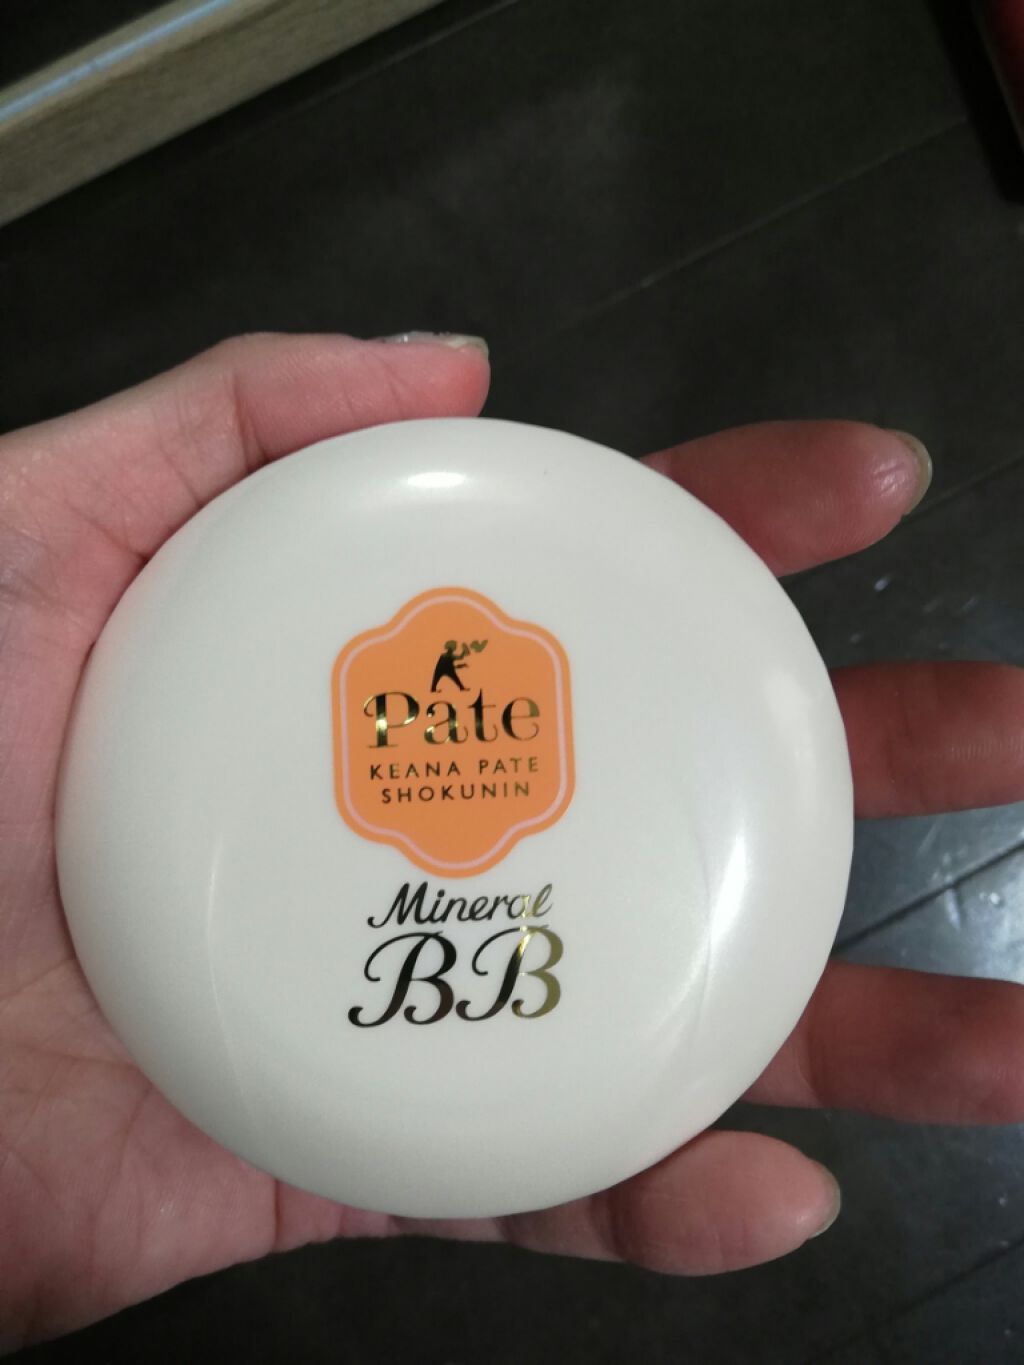 Pate
KEANA PATE
SHOKUNIN
Mineral
BB